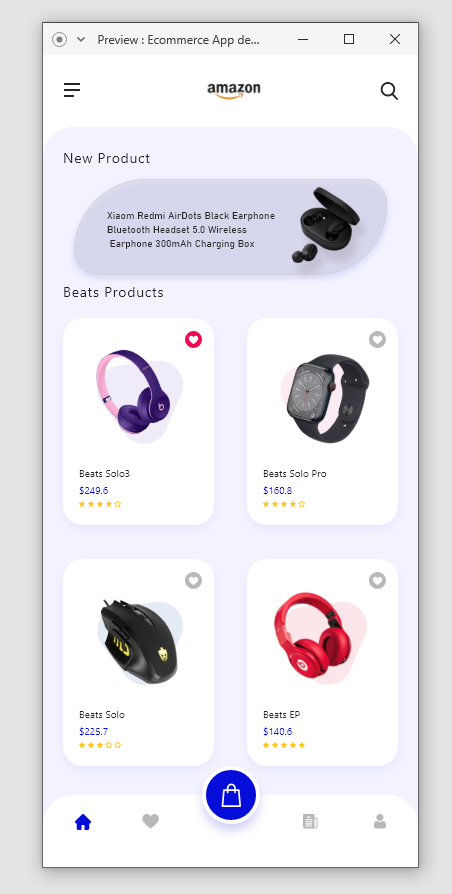 Preview : Ecommerce App de...
amazon
New Product
Xiaom Redmi AirDots Black Earphone
Bluetooth Headset 5.0 Wireless
Earphone 300mAh Charging Box
Beats Products
Beats Solo3
$249.6
Beats Solo Pro
$160.8
Beats Solo
$225.7
Beats EP
$140.6